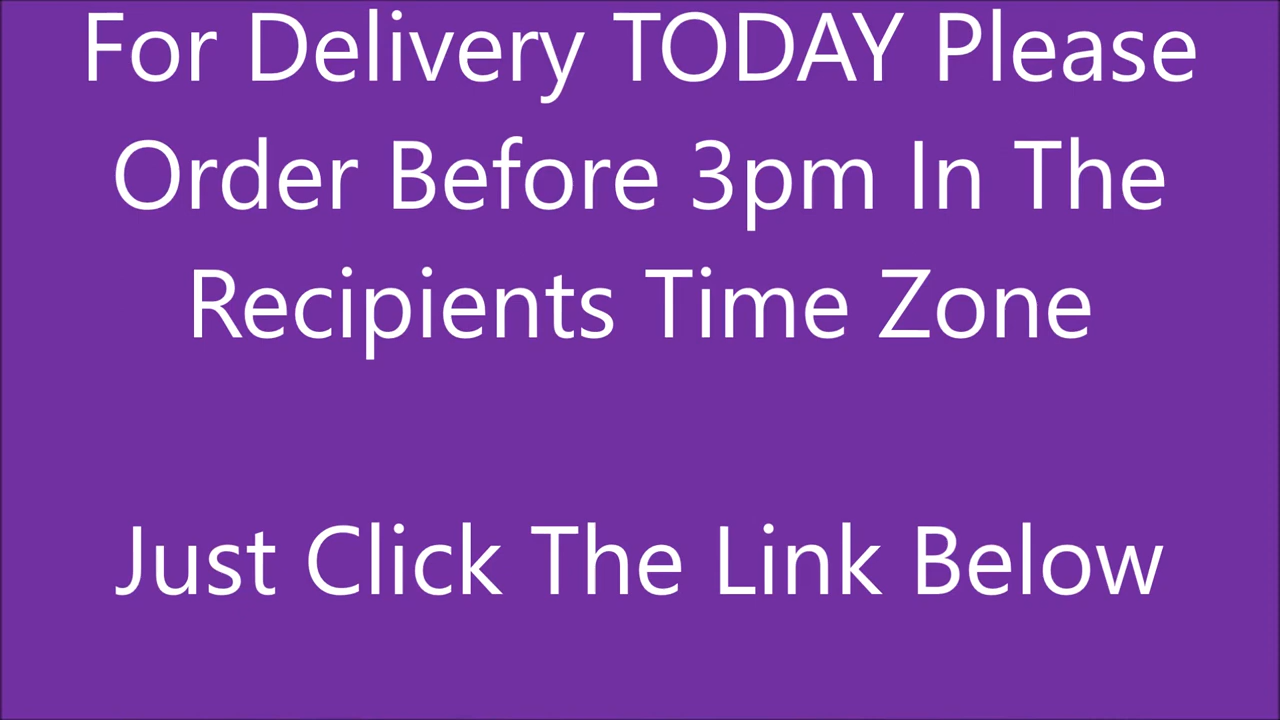 For Delivery TODAY Please
Order Before 3pm In The
Recipients Time Zone
Just Click The Link Below